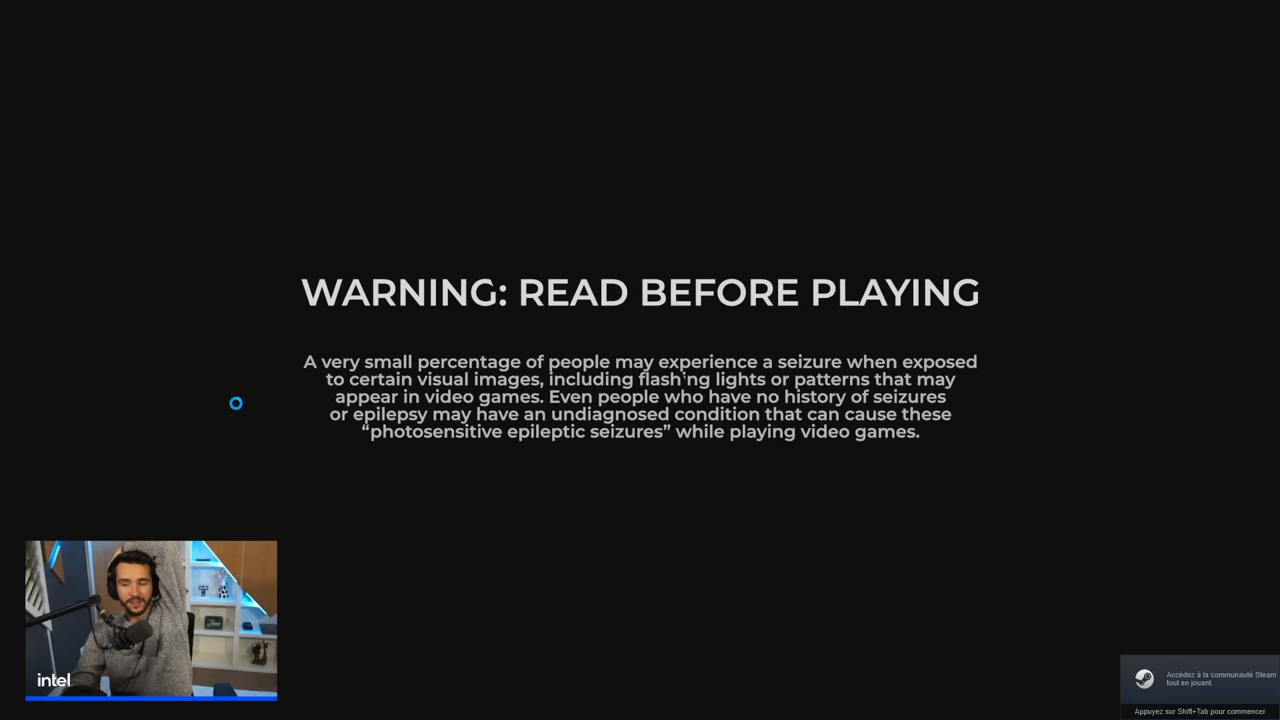 WARNING: READ BEFORE PLAYING
A very small percentage of people may experience a seizure when exposed
to certain visual images, including flashing lights or patterns that may
appear in video games. Even people who have no history of seizures
or epilepsy may have an undiagnosed condition that can cause these
“photosensitive epileptic seizures” while playing video games.
intel
Accédez à la communauté Steam
tout en jouant.
Appuyez sur Shift+Tab pour commencer